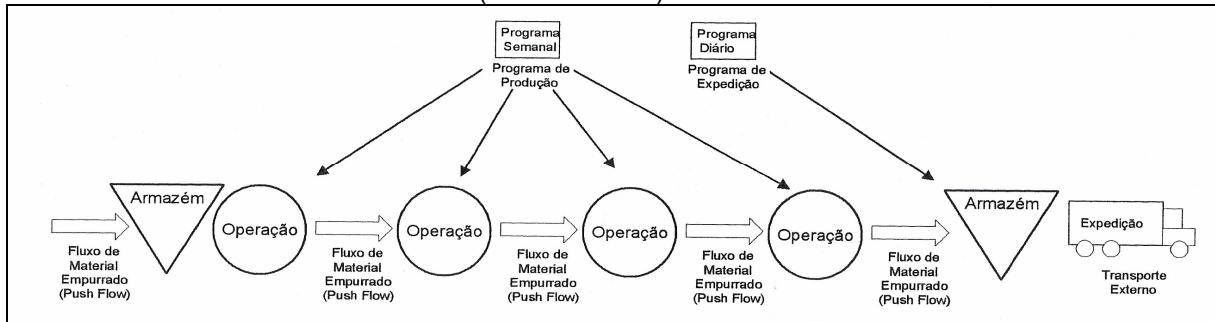 Programa
Semanal
Programa de
Produção
Programa
Diário
Programa de
Expedição
Armazém
Operação
Operação
Operação
Operação
Armazém
Expedição
Fluxo de
Material
Empurrado
(Push Flow)
Fluxo de
Material
Empurrado
(Push Flow)
Fluxo de
Material
Empurrado
(Push Flow)
Fluxo de
Material
Empurrado
(Push Flow)
Fluxo de
Material
Empurrado
(Push Flow)
Transporte
Externo